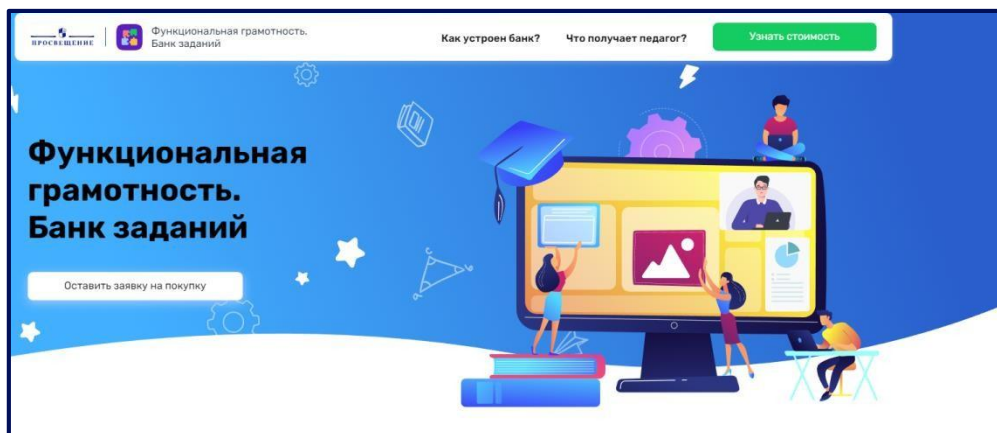 ПРОСВЕЩЕНИЕ
Функциональная грамотность.
Банк заданий
Как устроен банк?
Что получает педагог?
Узнать стоимость
Функциональная
грамотность.
Банк заданий
Оставить заявку на покупку